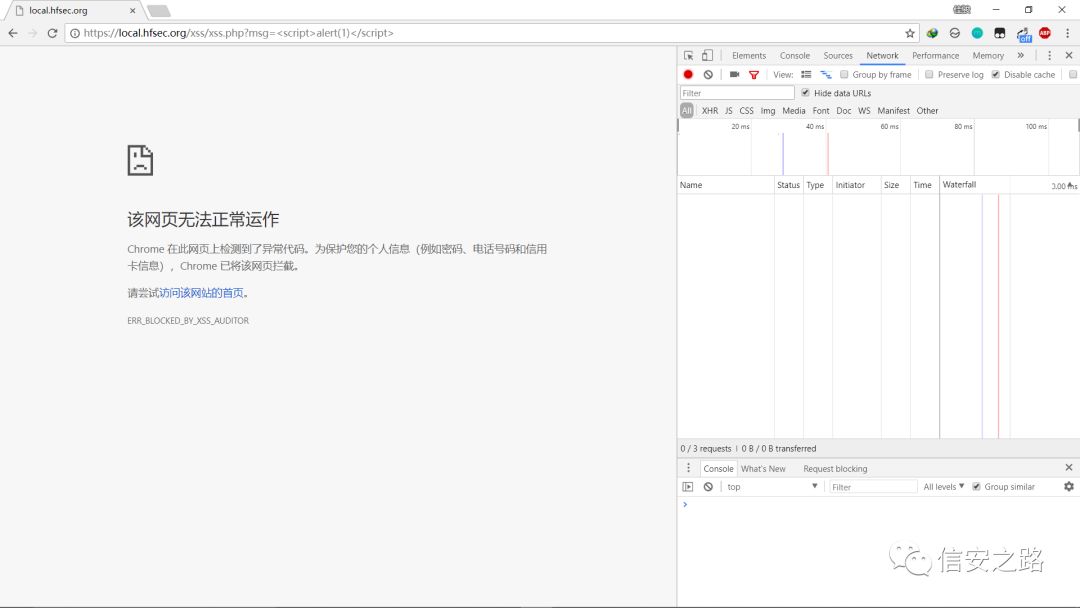 local.hfsec.org
https://local.hfsec.org/xss/xss.php?msg=<script>alert(1)</script>
off
ABP
该网页无法正常运作
Chrome 在此网页上检测到了异常代码。为保护您的个人信息（例如密码、电话号码和信用
卡信息），Chrome 已将该网页拦截。
请尝试访问该网站的首页。
ERR_BLOCKED_BY_XSS_AUDITOR
Elements Console Sources Network Performance Memory »
View: Group by frame Preserve log Disable cache
Filter Hide data URLs
All XHR JS CSS Img Media Font Doc WS Manifest Other
20 ms 40 ms 60 ms 80 ms 100 ms
Name Status Type Initiator Size Time Waterfall 3.00 ms
0 / 3 requests | 0 B / 0 B transferred
Console What's New Request blocking
top Filter All levels Group similar
信安之路